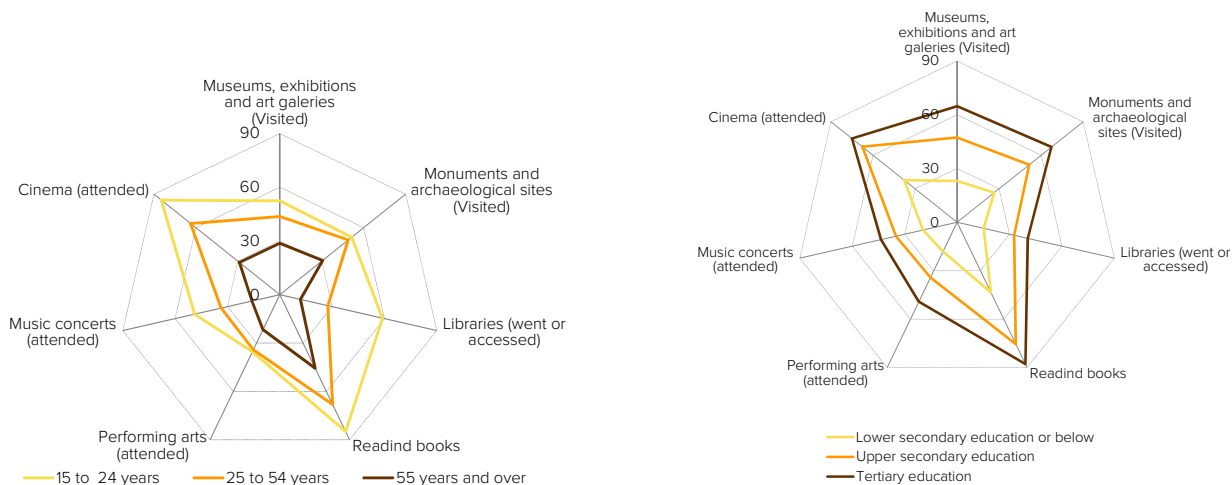 Museums, exhibitions
and art galeries
(Visited)
90
60
30
0
Monuments and
archaeological sites
(Visited)
Libraries (went or
accessed)
Readind books
Performing arts
(attended)
Music concerts
(attended)
Cinema (attended)
15 to 24 years
25 to 54 years
55 years and over
Museums,
exhibitions and art
galeries (Visited)
90
60
30
0
Monuments and
archaeological
sites (Visited)
Libraries (went or
accessed)
Readind books
Performing arts
(attended)
Music concerts
(attended)
Cinema (attended)
Lower secondary education or below
Upper secondary education
Tertiary education